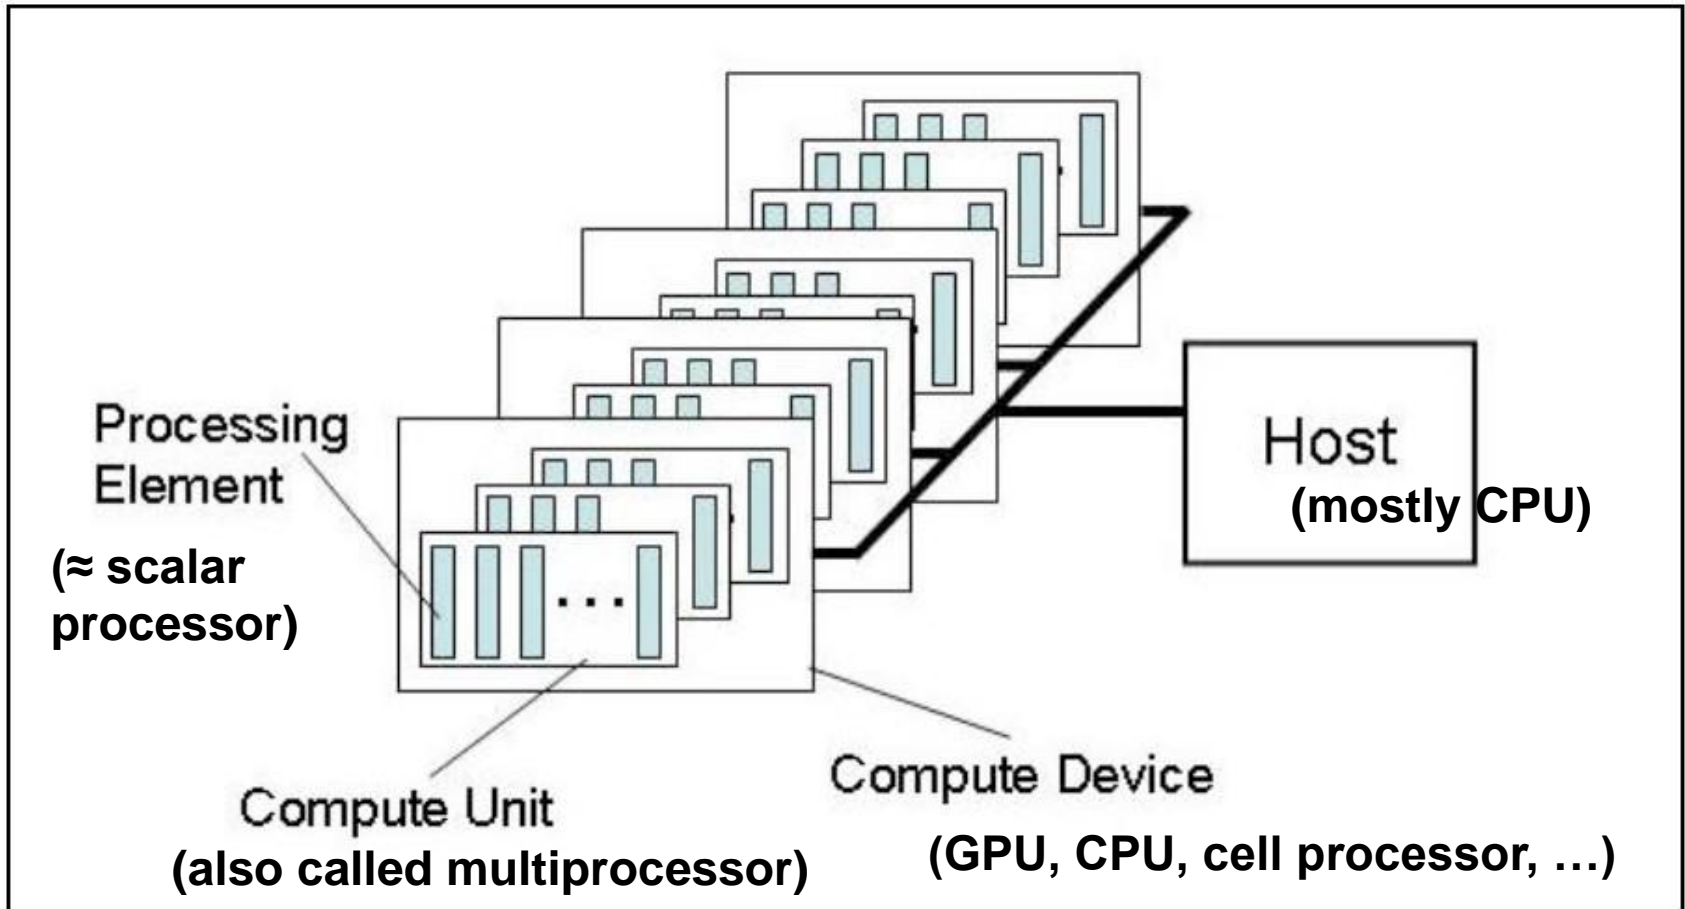 Processing
Element
(≈ scalar
processor)
. . .
Host
(mostly CPU)
Compute Unit
(also called multiprocessor)
Compute Device
(GPU, CPU, cell processor, …)